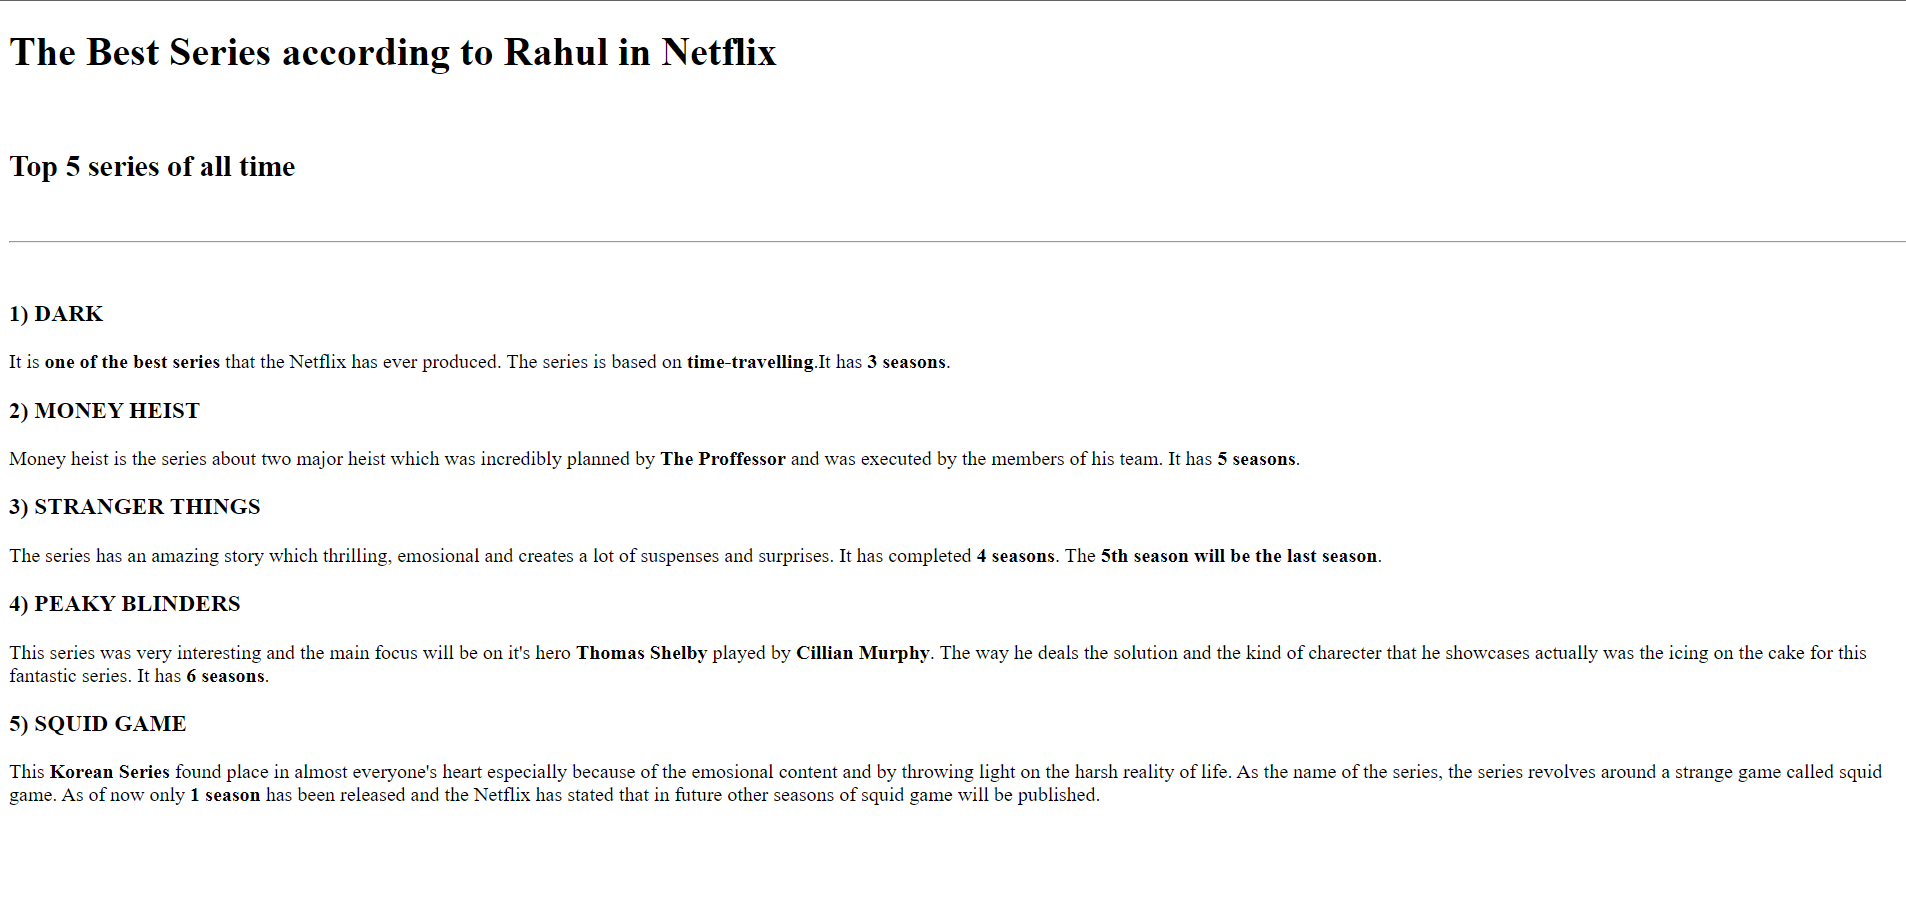 The Best Series according to Rahul in Netflix
Top 5 series of all time
1) DARK
It is one of the best series that the Netflix has ever produced. The series is based on time-travelling.It has 3 seasons.
2) MONEY HEIST
Money heist is the series about two major heist which was incredibly planned by The Proffessor and was executed by the members of his team. It has 5 seasons.
3) STRANGER THINGS
The series has an amazing story which thrilling, emosional and creates a lot of suspenses and surprises. It has completed 4 seasons. The 5th season will be the last season.
4) PEAKY BLINDERS
This series was very interesting and the main focus will be on it's hero Thomas Shelby played by Cillian Murphy. The way he deals the solution and the kind of charecter that he showcases actually was the icing on the cake for this
fantastic series. It has 6 seasons.
5) SQUID GAME
This Korean Series found place in almost everyone's heart especially because of the emosional content and by throwing light on the harsh reality of life. As the name of the series, the series revolves around a strange game called squid
game. As of now only 1 season has been released and the Netflix has stated that in future other seasons of squid game will be published.